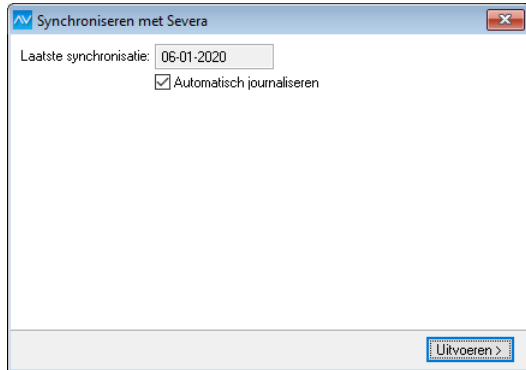 Synchroniseren met Severa
Laatste synchronisatie: 06-01-2020
Automatisch journaliseren
Uitvoeren >